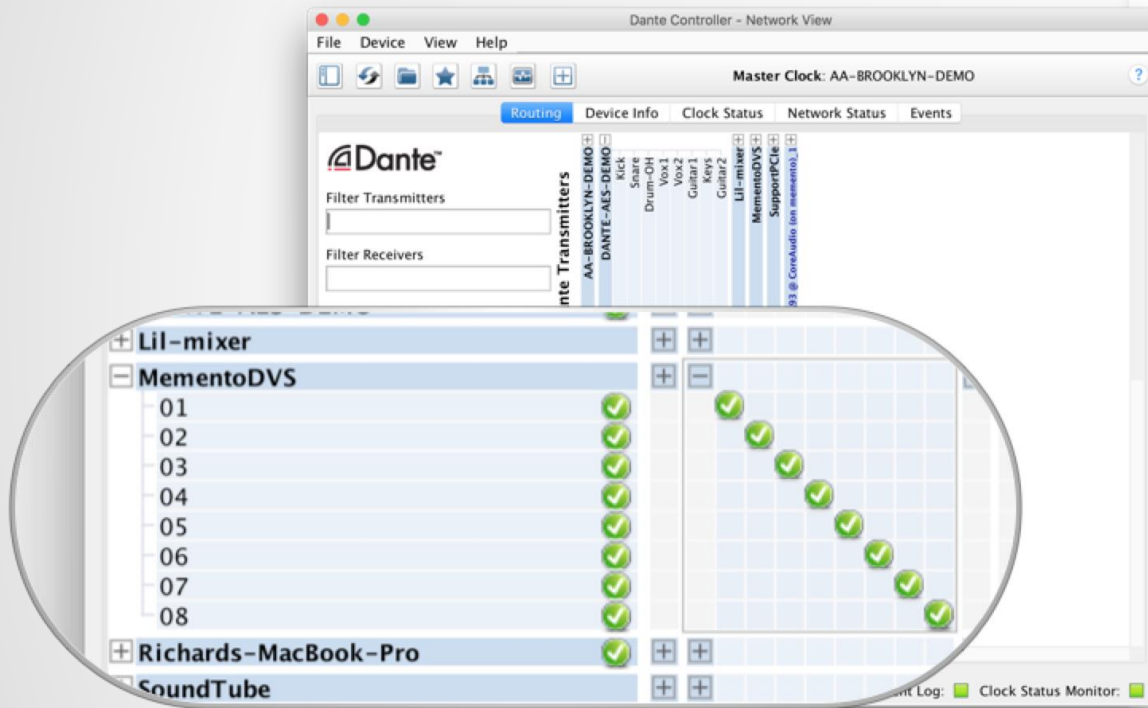 Dante Controller - Network View
File Device View Help
Master Clock: AA-BROOKLYN-DEMO
?
Routing Device Info Clock Status Network Status Events
Dante™
Filter Transmitters
Filter Receivers
Transmitters
AA-BROOKLYN-DEMO
DANTE-AES-DEMO
Kick
Snare
Drum-OH
Vox1
Vox2
Guitar1
Keys
Guitar2
Lil-mixer
MementoDVS
SupportPCIe
93 @ CoreAudio (on memento)_1
Lil-mixer
MementoDVS
01
02
03
04
05
06
07
08
Richards-MacBook-Pro
SoundTube
Log: Clock Status Monitor: